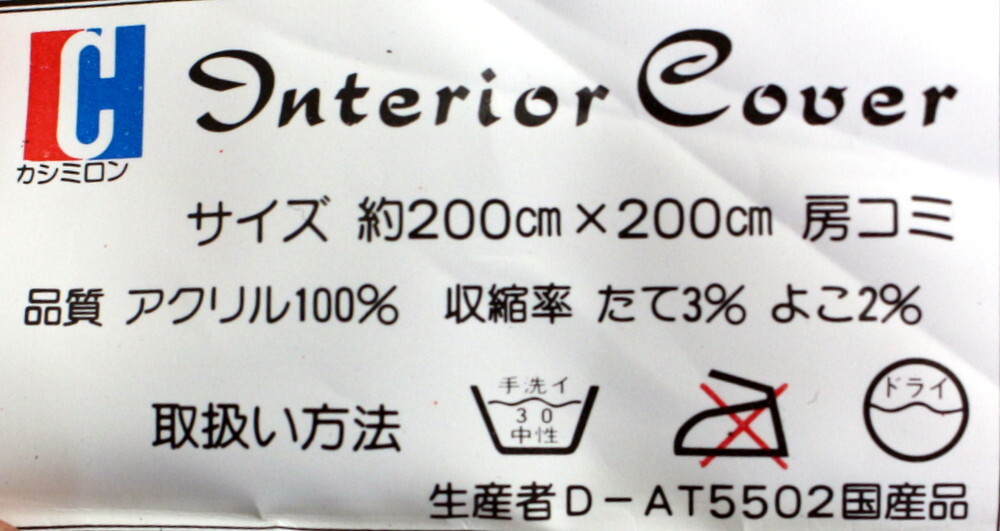 Interior Cover
カシミロン
サイズ 約200㎝×200㎝ 房コミ
品質 アクリル100% 収縮率 たて3% よこ2%
取扱い方法
手洗イ
30
中性
ドライ
生産者D-AT5502国産品